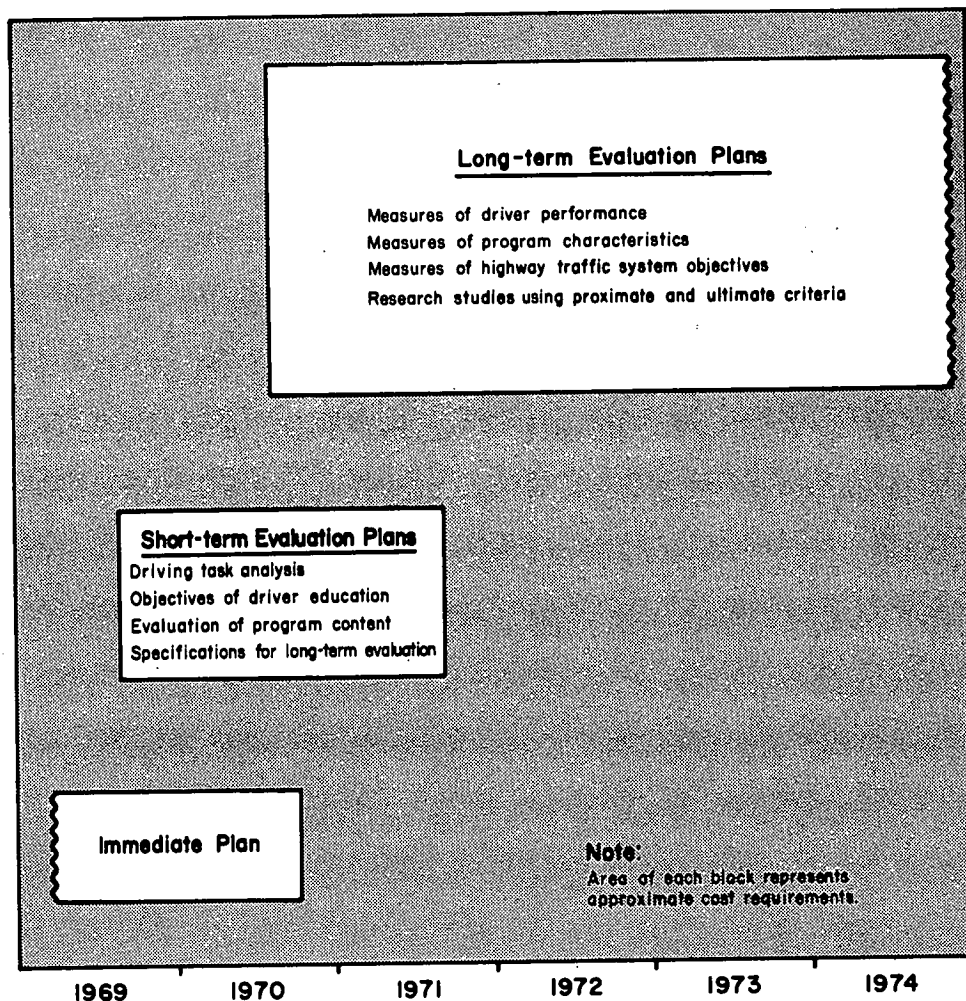 Long-term Evaluation Plans
Measures of driver performance
Measures of program characteristics
Measures of highway traffic system objectives
Research studies using proximate and ultimate criteria
Short-term Evaluation Plans
Driving task analysis
Objectives of driver education
Evaluation of program content
Specifications for long-term evaluation
Immediate Plan
Note:
Area of each block represents
approximate cost requirements.
1969 1970 1971 1972 1973 1974